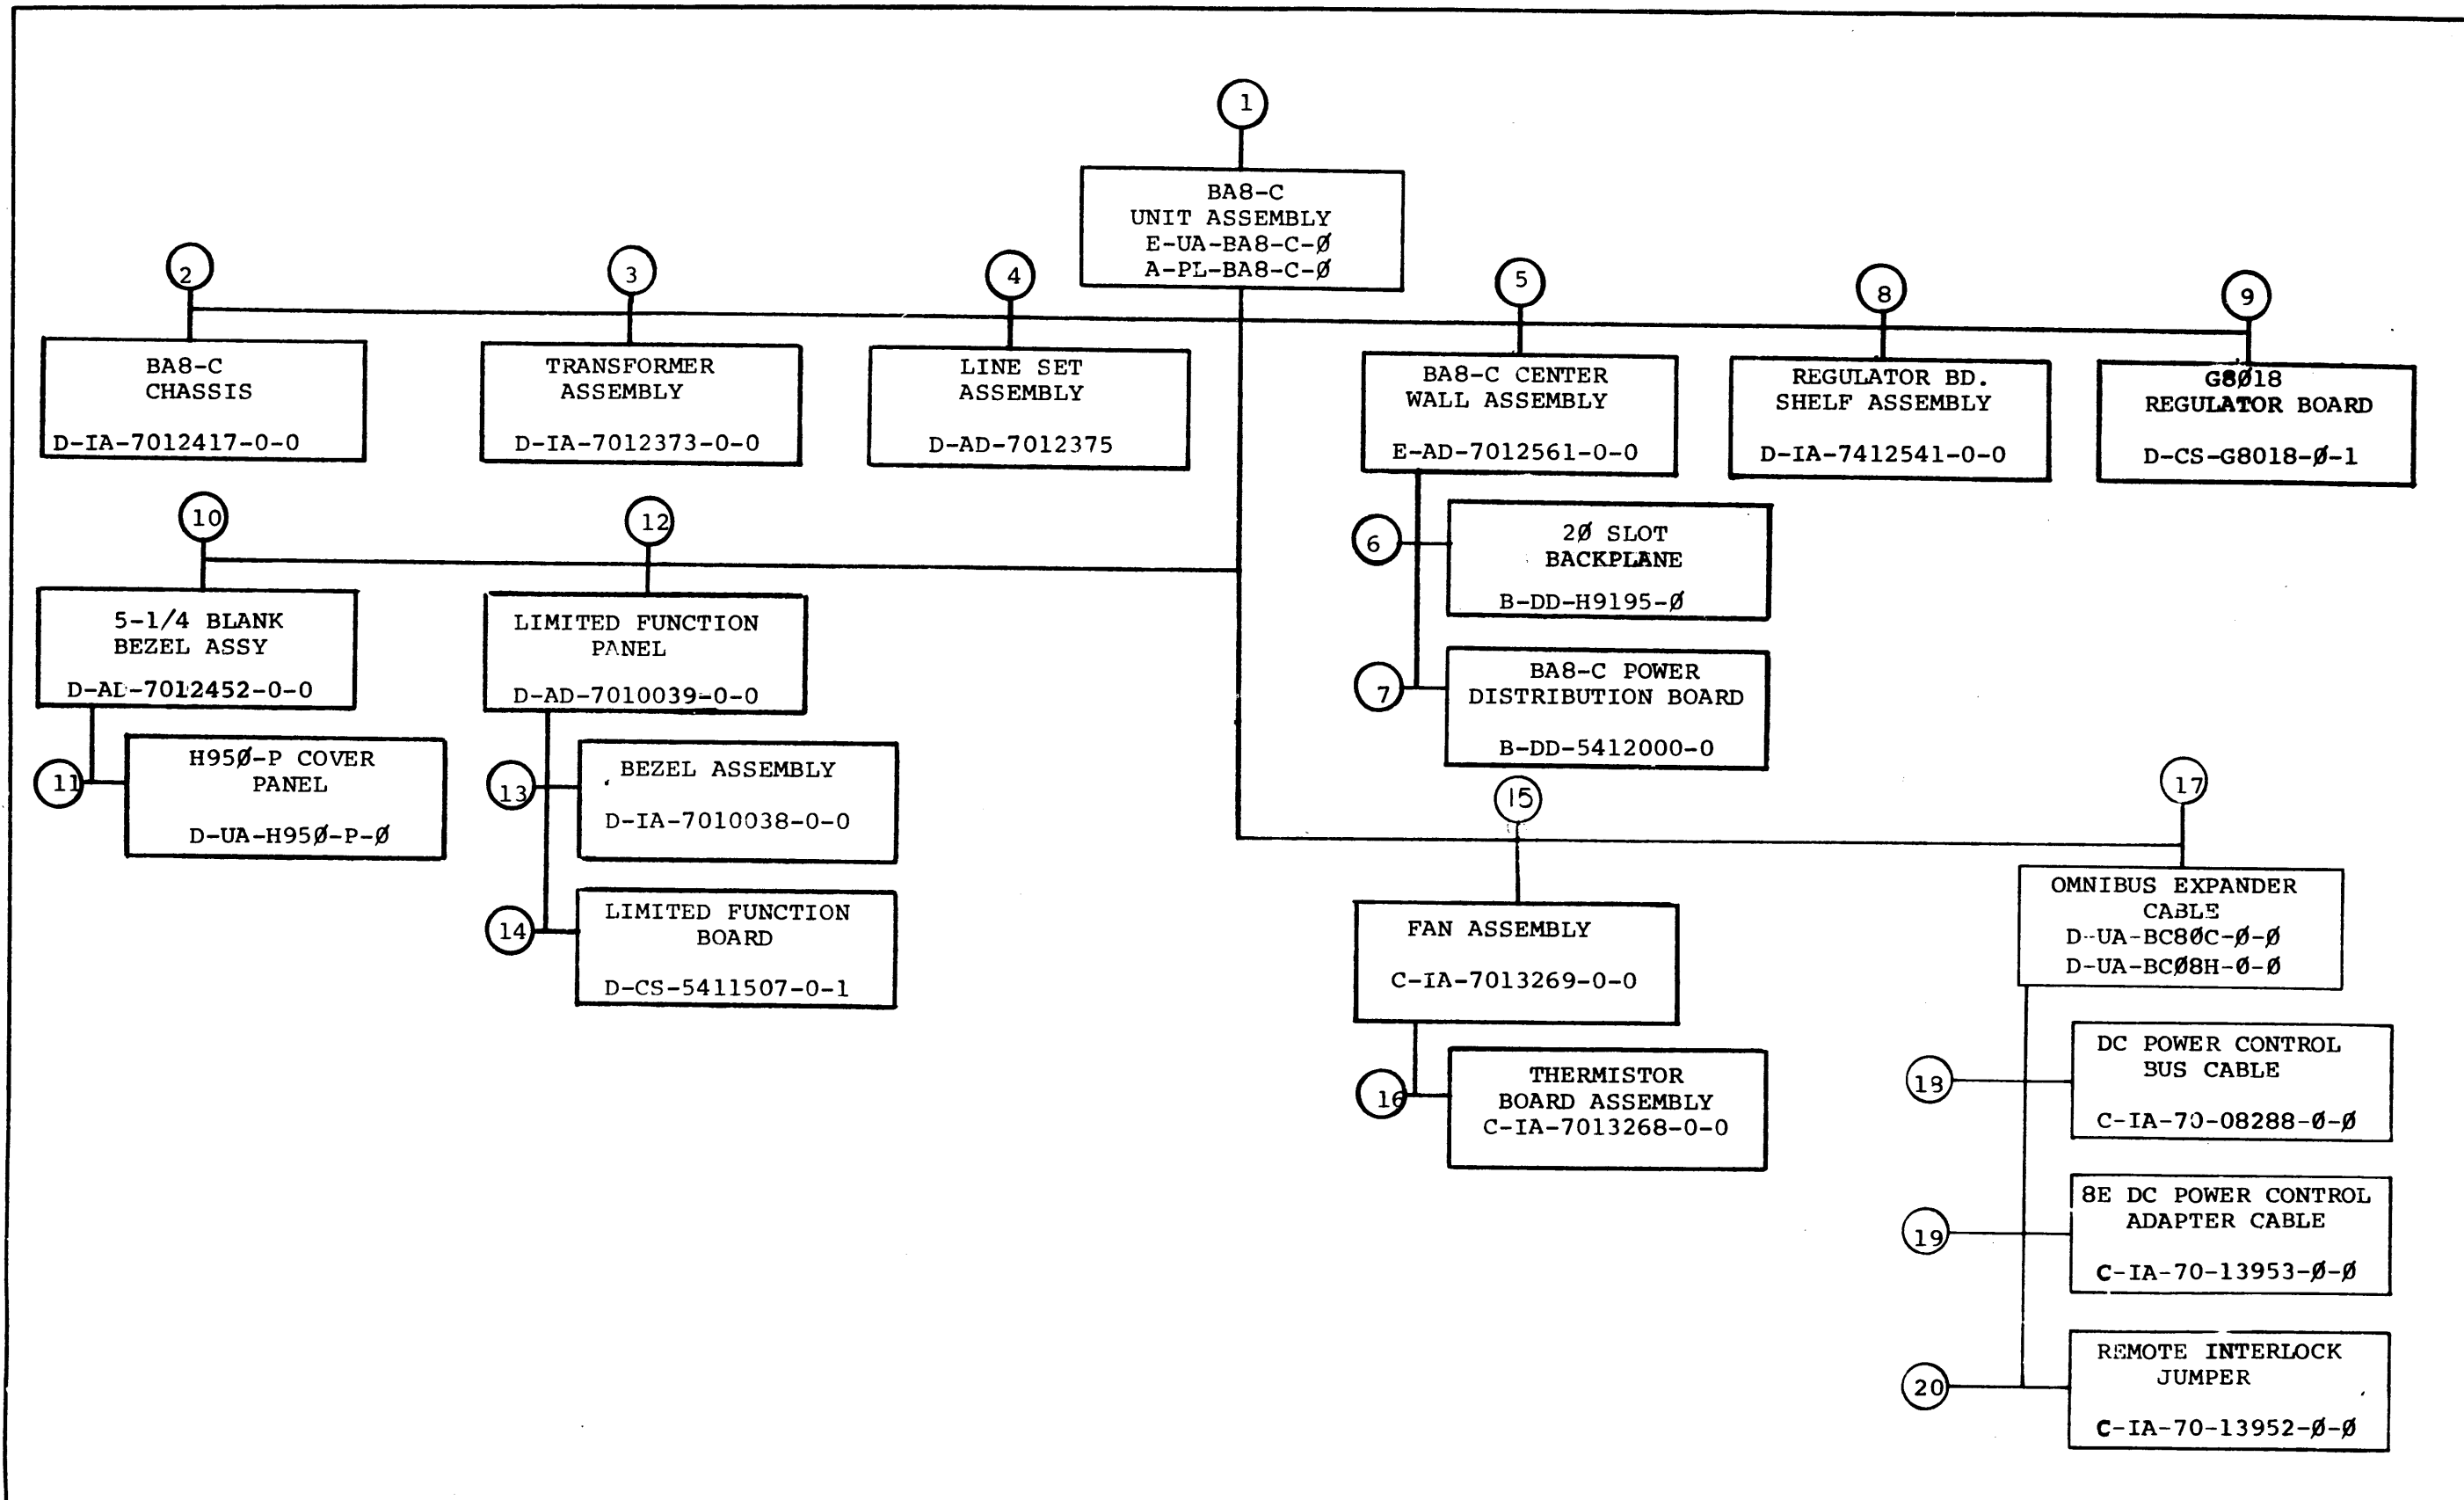 1
BA8-C
UNIT ASSEMBLY
E-UA-BA8-C-Ø
A-PL-BA8-C-Ø
2
BA8-C
CHASSIS
D-IA-7012417-0-0
3
TRANSFORMER
ASSEMBLY
D-IA-7012373-0-0
4
LINE SET
ASSEMBLY
D-AD-7012375
5
BA8-C CENTER
WALL ASSEMBLY
E-AD-7012561-0-0
8
REGULATOR BD.
SHELF ASSEMBLY
D-IA-7412541-0-0
9
G8Ø18
REGULATOR BOARD
D-CS-G8018-Ø-1
6
2Ø SLOT
BACKPLANE
B-DD-H9195-Ø
7
BA8-C POWER
DISTRIBUTION BOARD
B-DD-5412000-0
10
5-1/4 BLANK
BEZEL ASSY
D-AD-7012452-0-0
11
H95Ø-P COVER
PANEL
D-UA-H95Ø-P-Ø
12
LIMITED FUNCTION
PANEL
D-AD-7010039-0-0
13
BEZEL ASSEMBLY
D-IA-7010038-0-0
14
LIMITED FUNCTION
BOARD
D-CS-5411507-0-1
15
FAN ASSEMBLY
C-IA-7013269-0-0
16
THERMISTOR
BOARD ASSEMBLY
C-IA-7013268-0-0
17
OMNIBUS EXPANDER
CABLE
D-UA-BC8ØC-Ø-Ø
D-UA-BCØ8H-Ø-Ø
18
DC POWER CONTROL
BUS CABLE
C-IA-70-08288-Ø-Ø
19
8E DC POWER CONTROL
ADAPTER CABLE
C-IA-70-13953-Ø-Ø
20
REMOTE INTERLOCK
JUMPER
C-IA-70-13952-Ø-Ø